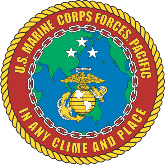 U.S. MARINE CORPS FORCES, PACIFIC
IN ANY CLIME AND PLACE